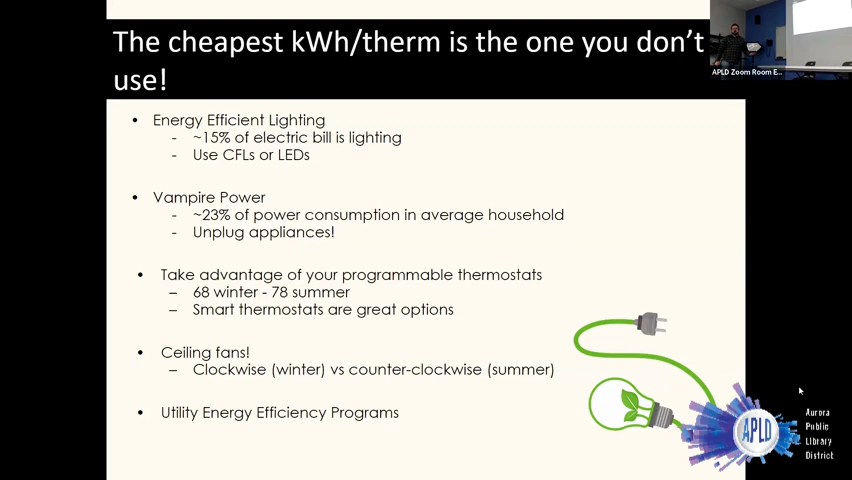 The cheapest kWh/therm is the one you don't
use!
APLD Zoom Room E...
• Energy Efficient Lighting
- ~15% of electric bill is lighting
- Use CFLs or LEDs
• Vampire Power
- ~23% of power consumption in average household
- Unplug appliances!
• Take advantage of your programmable thermostats
– 68 winter - 78 summer
– Smart thermostats are great options
• Ceiling fans!
– Clockwise (winter) vs counter-clockwise (summer)
• Utility Energy Efficiency Programs
APLD
Aurora
Public
Library
District